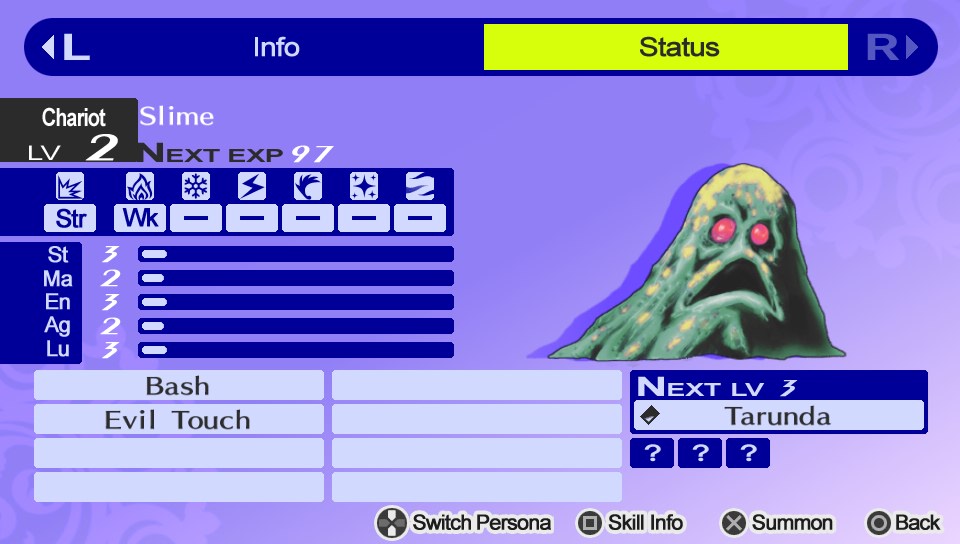 L Info Status R
Chariot Slime
LV 2 NEXT EXP 97
Str Wk – – – – –
St 3
Ma 2
En 3
Ag 2
Lu 3
Bash
Evil Touch
NEXT LV 3
Tarunda
? ? ?
Switch Persona Skill Info Summon Back